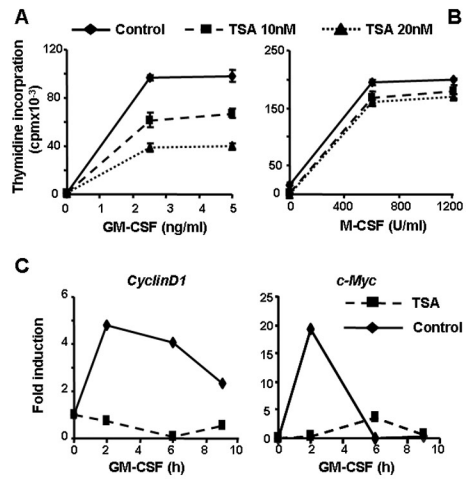 A
Control
TSA 10nM
TSA 20nM
B
Thymidine incorpration
(cpmx10-3)
120
80
40
0
0 1 2 3 4 5
GM-CSF (ng/ml)
250
150
50
0
0 400 800 1200
M-CSF (U/ml)
C
CyclinD1
c-Myc
Fold induction
6
4
2
0
0 2 4 6 8 10
GM-CSF (h)
25
20
15
10
5
0
0 2 4 6 8 10
GM-CSF (h)
TSA
Control